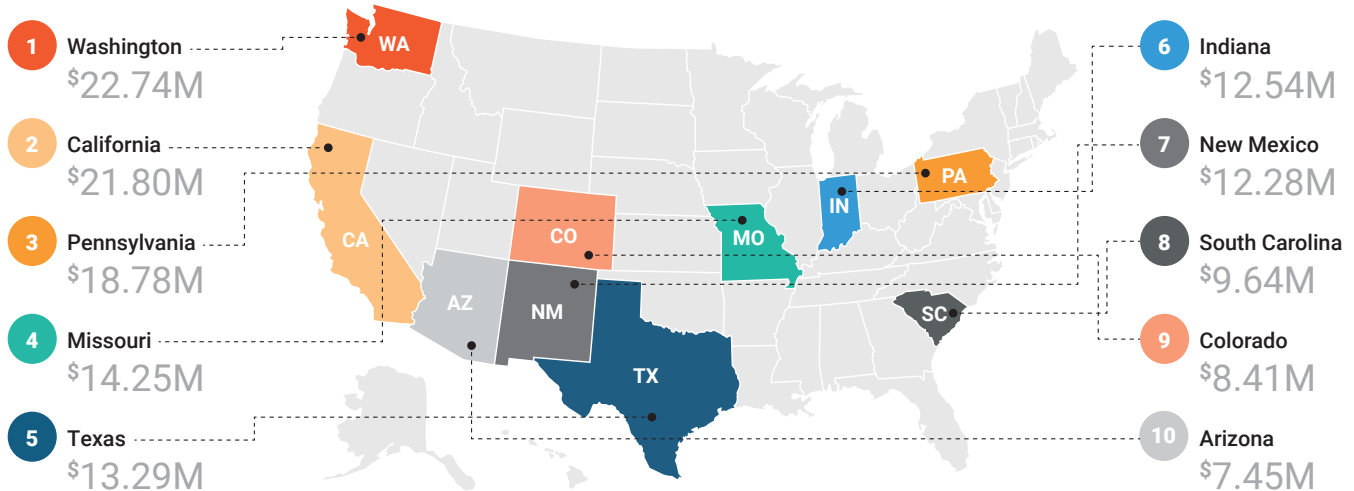 1 Washington
$22.74M
2 California
$21.80M
3 Pennsylvania
$18.78M
4 Missouri
$14.25M
5 Texas
$13.29M
WA
CA
CO
AZ
NM
TX
MO
IN
PA
SC
6 Indiana
$12.54M
7 New Mexico
$12.28M
8 South Carolina
$9.64M
9 Colorado
$8.41M
10 Arizona
$7.45M